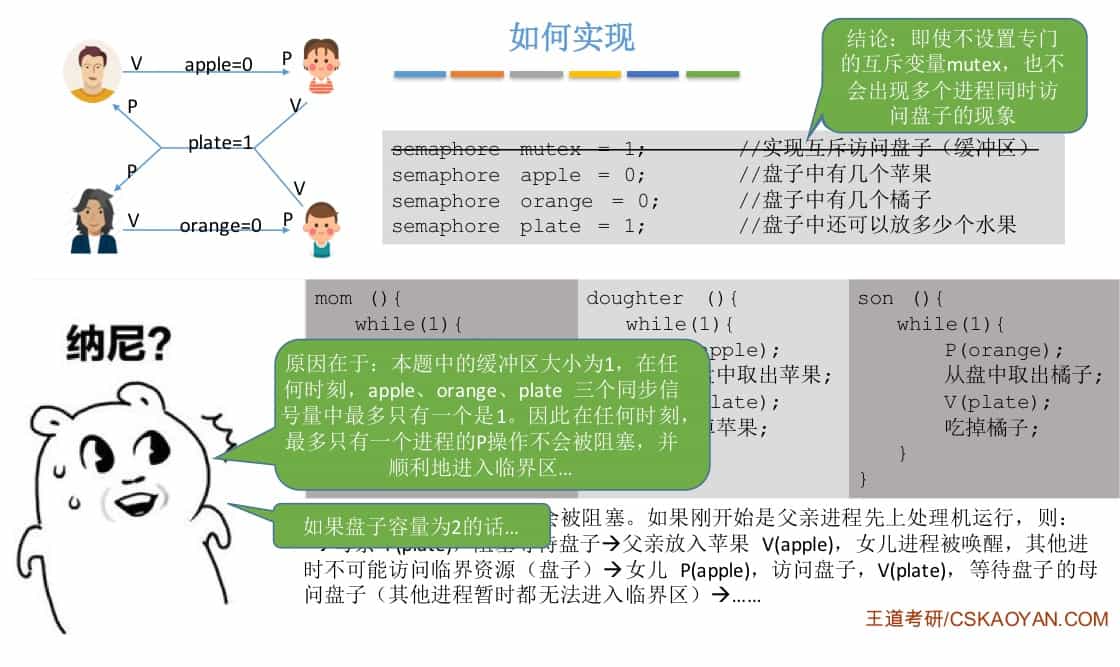 如何实现
结论：即使不设置专门
的互斥变量mutex，也不
会出现多个进程同时访
问盘子的现象
V apple=0 P
P V
plate=1
P V
V orange=0 P
semaphore mutex = 1; //实现互斥访问盘子（缓冲区）
semaphore apple = 0; //盘子中有几个苹果
semaphore orange = 0; //盘子中有几个橘子
semaphore plate = 1; //盘子中还可以放多少个水果
纳尼?
mom (){
while(1){
原因在于：本题中的缓冲区大小为1，在任
何时刻，apple、orange、plate 三个同步信
号量中最多只有一个是1。因此在任何时刻，
最多只有一个进程的P操作不会被阻塞，并
顺利地进入临界区…
doughter (){
while(1){
pple);
中取出苹果;
late);
苹果;
son (){
while(1){
P(orange);
从盘中取出橘子;
V(plate);
吃掉橘子;
}
}
如果盘子容量为2的话…
会被阻塞。如果刚开始是父亲进程先上处理机运行，则：
(plate)，阻塞等待盘子→父亲放入苹果 V(apple)，女儿进程被唤醒，其他进
时不可能访问临界资源（盘子）→女儿 P(apple)，访问盘子，V(plate)，等待盘子的母
问盘子（其他进程暂时都无法进入临界区）→……
王道考研/CSKAOYAN.COM